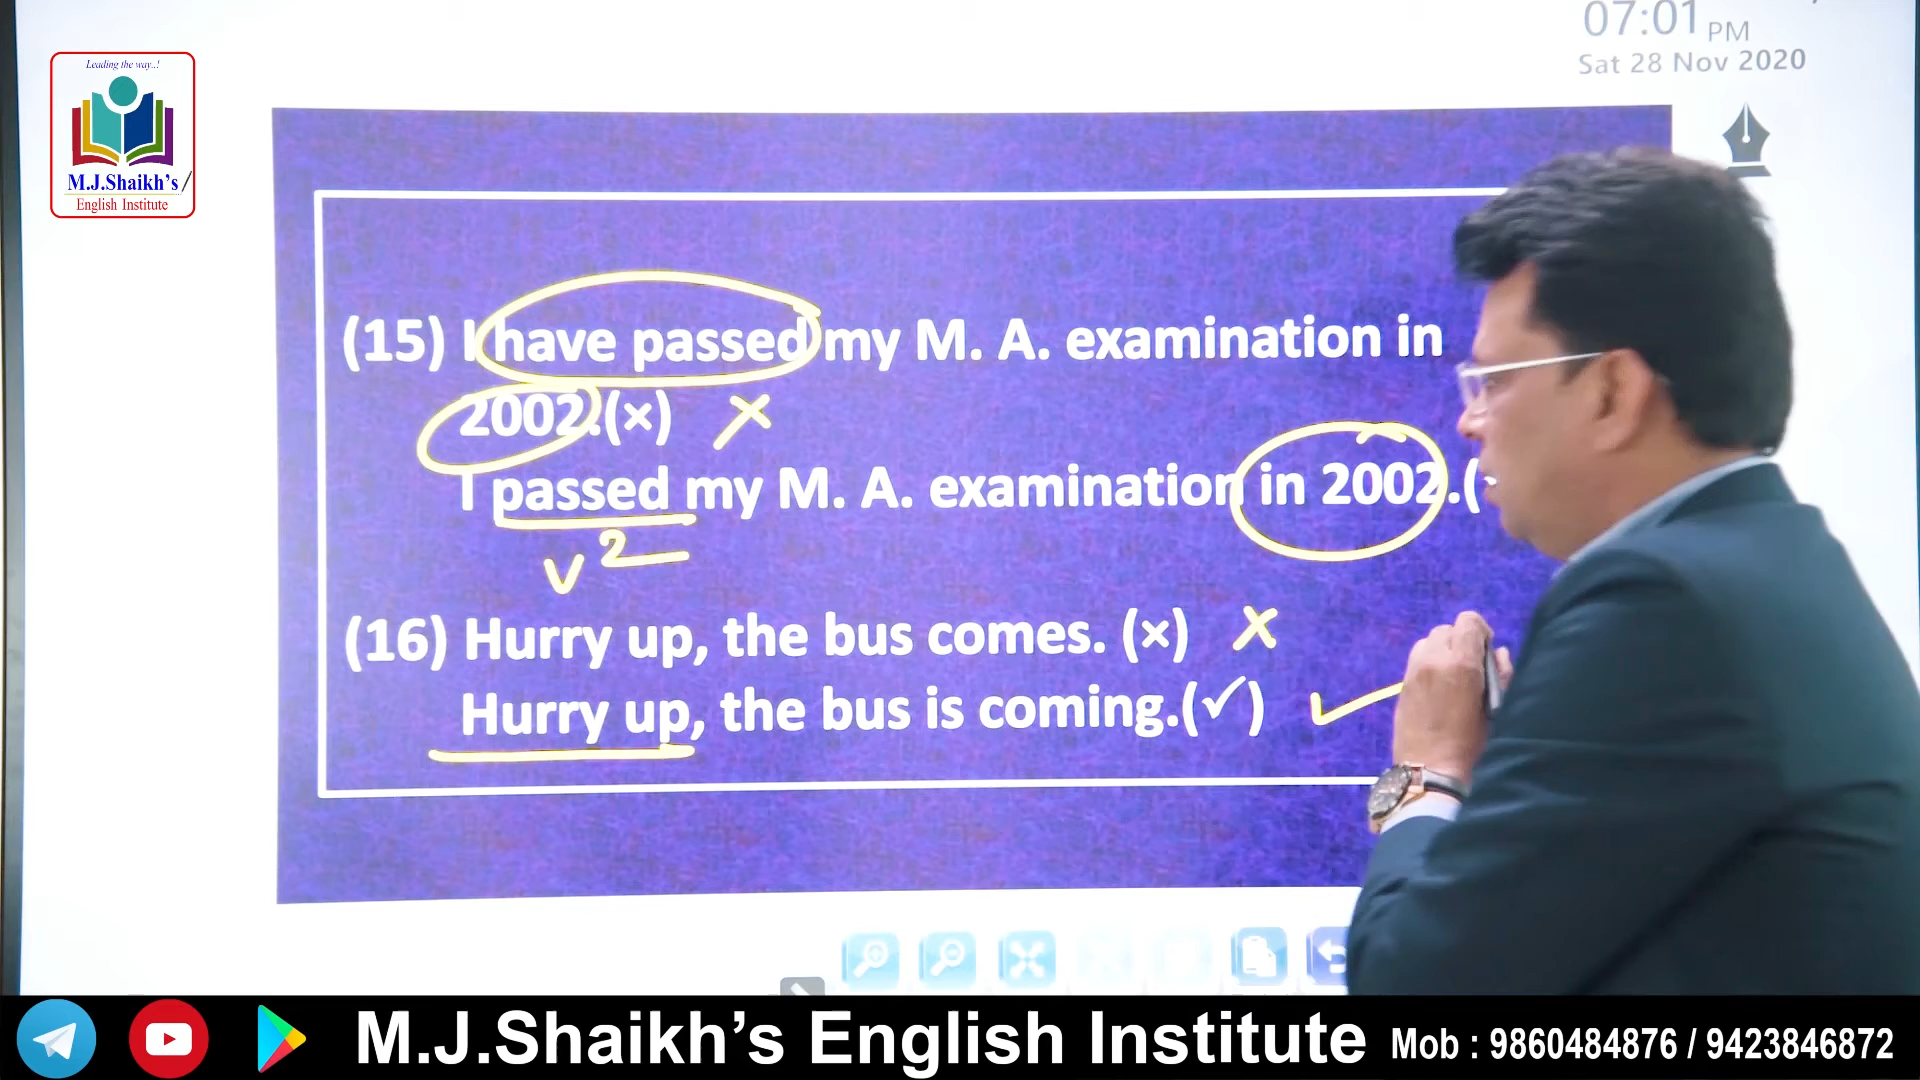 07:01 PM
Sat 28 Nov 2020
Leading the way..!
M.J.Shaikh's
English Institute
(15) I have passed my M. A. examination in
2002.(×) ×
I passed my M. A. examination in 2002.(
V2
(16) Hurry up, the bus comes. (×) ×
Hurry up, the bus is coming.(✓) ✓
M.J.Shaikh's English Institute Mob : 9860484876 / 9423846872